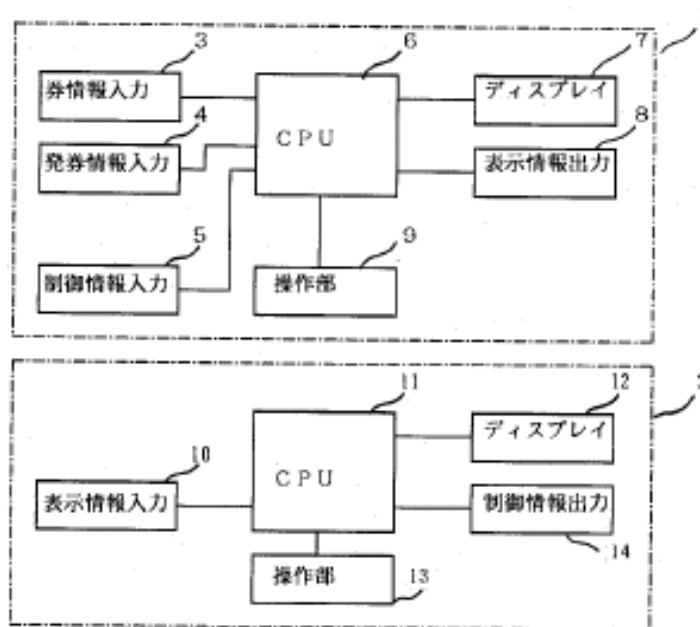 3
券情報入力
4
発券情報入力
5
制御情報入力
6
CPU
7
ディスプレイ
8
表示情報出力
9
操作部
10
表示情報入力
11
CPU
12
ディスプレイ
制御情報出力
14
操作部
13